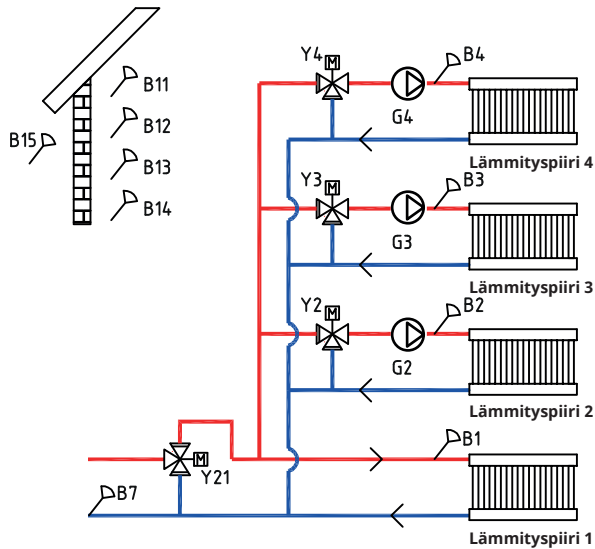 Y4
M
B4
B11
G4
B12
B15
Lämmityspiiri 4
B13
Y3
M
B3
B14
G3
Lämmityspiiri 3
Y2
M
B2
G2
Lämmityspiiri 2
B1
M
Y21
B7
Lämmityspiiri 1